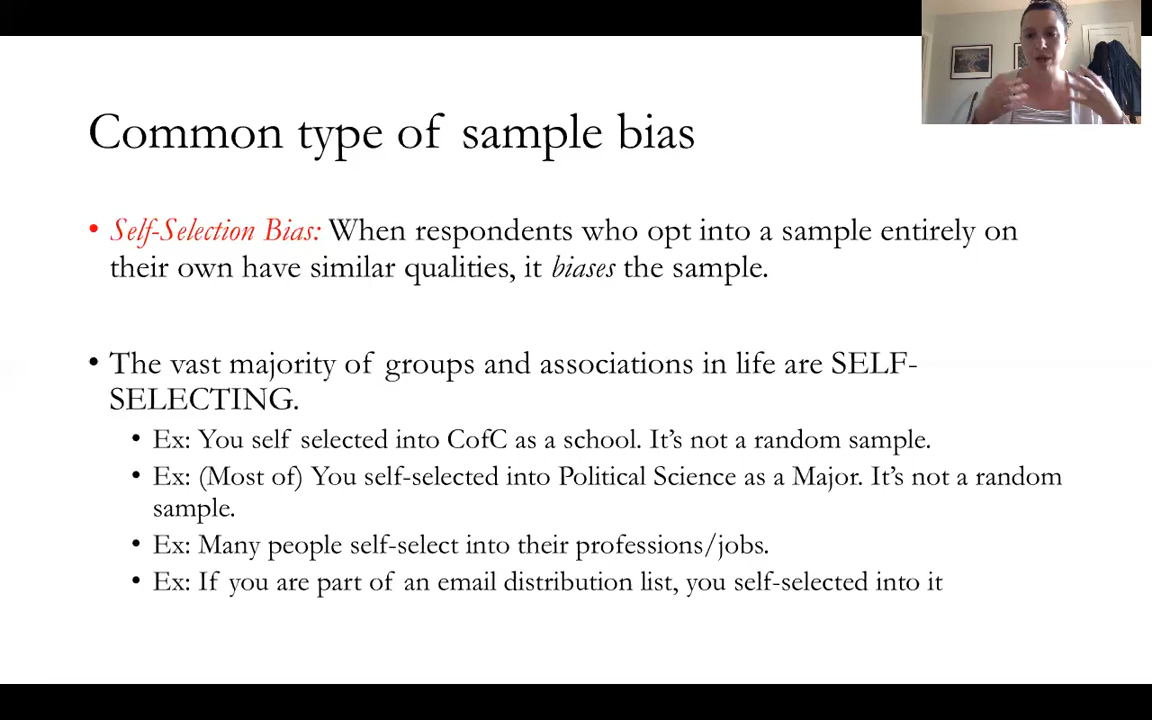 Common type of sample bias
• Self-Selection Bias: When respondents who opt into a sample entirely on
their own have similar qualities, it biases the sample.
• The vast majority of groups and associations in life are SELF-
SELECTING.
• Ex: You self selected into CofC as a school. It’s not a random sample.
• Ex: (Most of) You self-selected into Political Science as a Major. It’s not a random
sample.
• Ex: Many people self-select into their professions/jobs.
• Ex: If you are part of an email distribution list, you self-selected into it